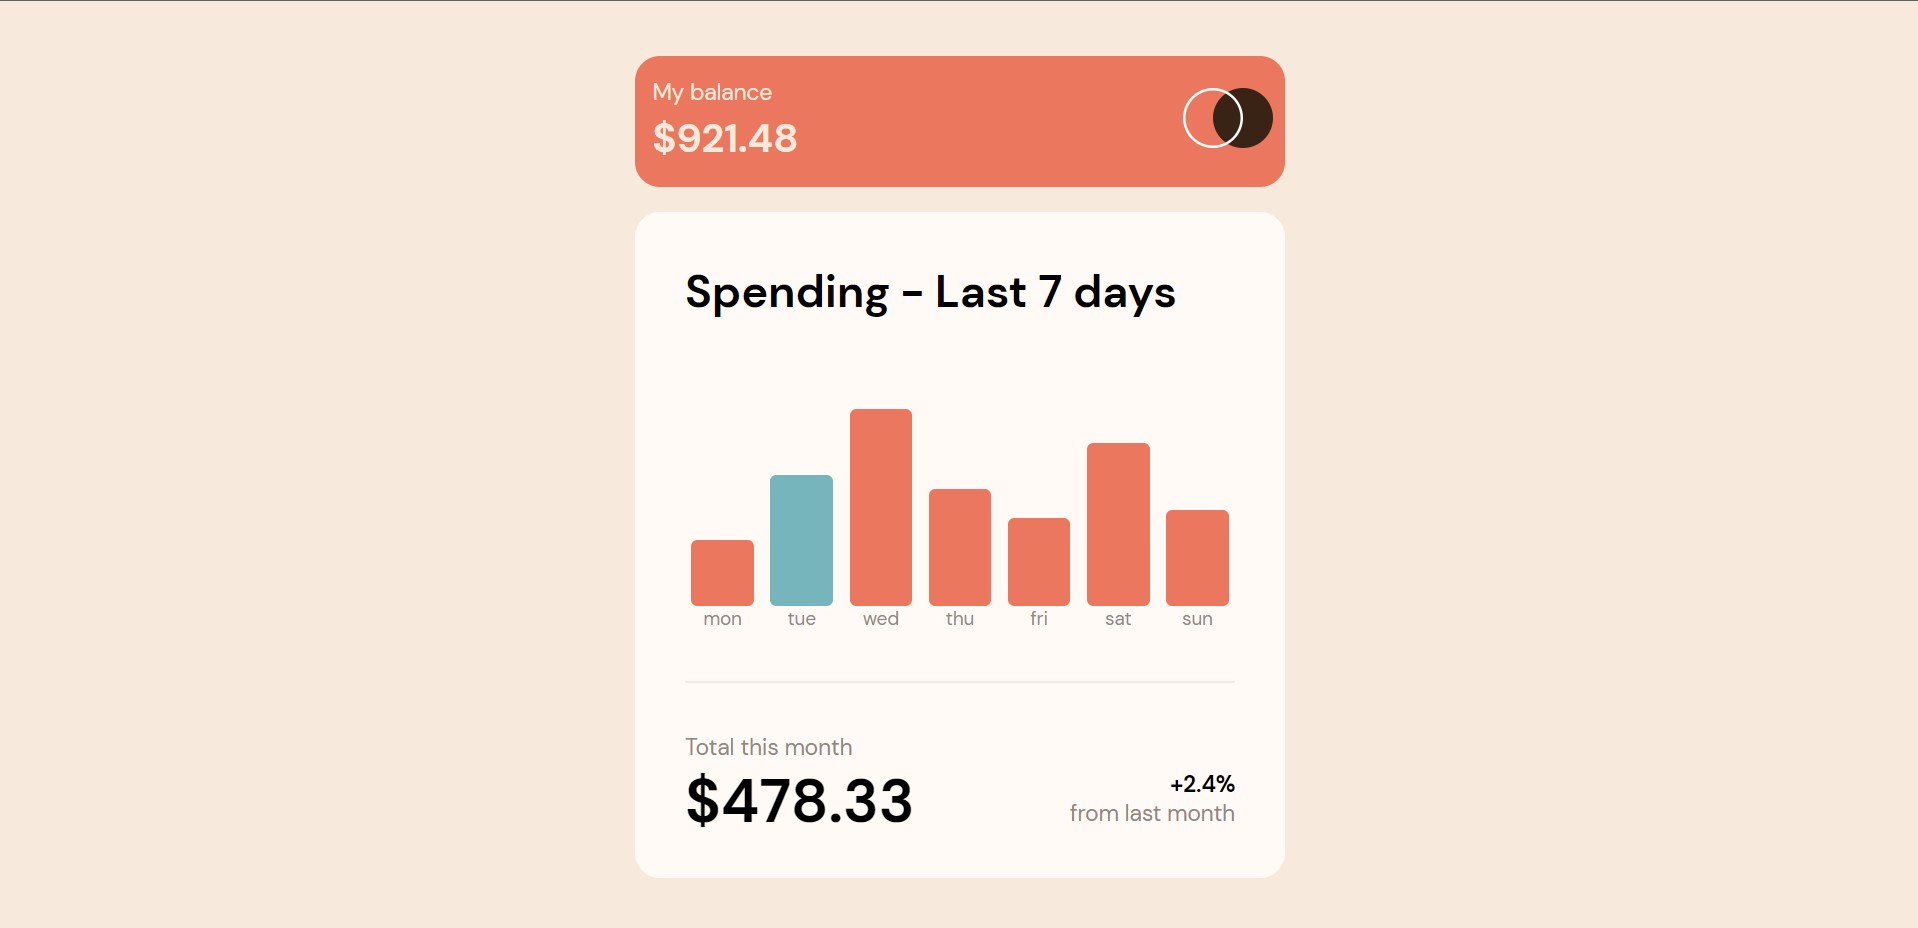 My balance
$921.48
Spending - Last 7 days
mon tue wed thu fri sat sun
Total this month
$478.33
+2.4%
from last month